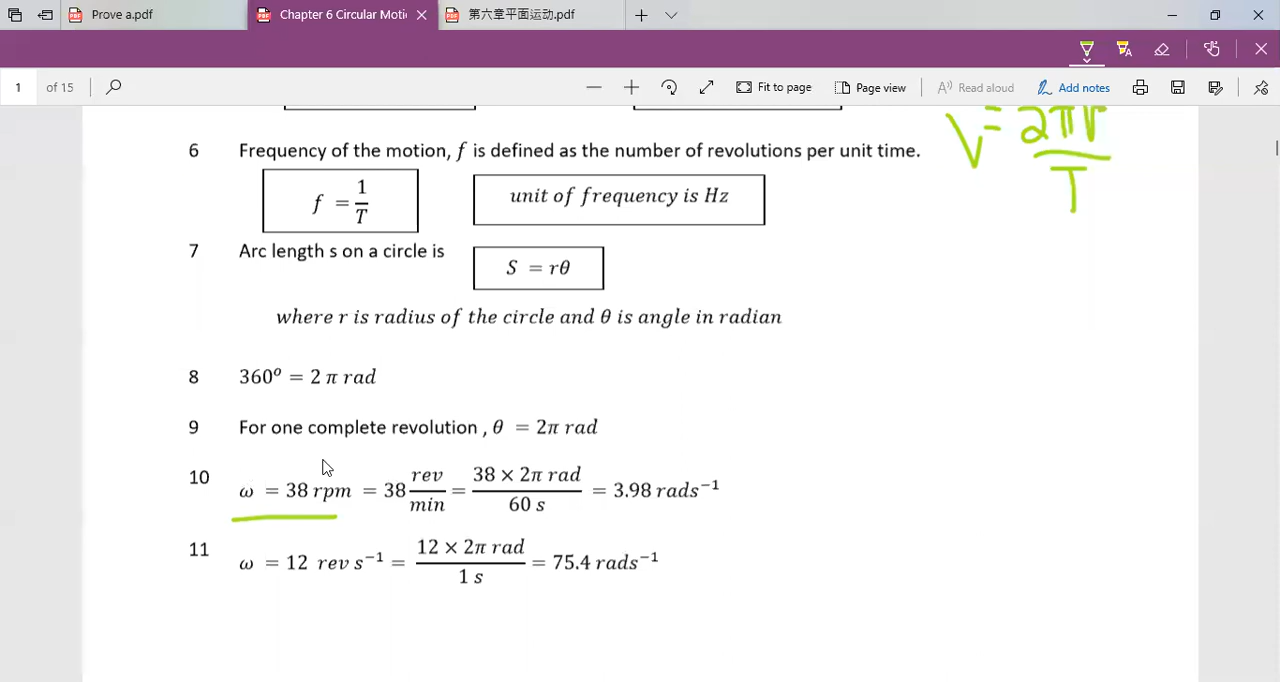 Prove a.pdf
Chapter 6 Circular Moti
第六章平面运动.pdf
1 of 15
Fit to page
Page view
Read aloud
Add notes
V = 2πr/T
6 Frequency of the motion, f is defined as the number of revolutions per unit time.
f = 1/T
unit of frequency is Hz
7 Arc length s on a circle is
S = rθ
where r is radius of the circle and θ is angle in radian
8 360° = 2 π rad
9 For one complete revolution , θ = 2π rad
10 ω = 38 rpm = 38 rev/min = 38 × 2π rad/60 s = 3.98 rads⁻¹
11 ω = 12 rev s⁻¹ = 12 × 2π rad/1 s = 75.4 rads⁻¹